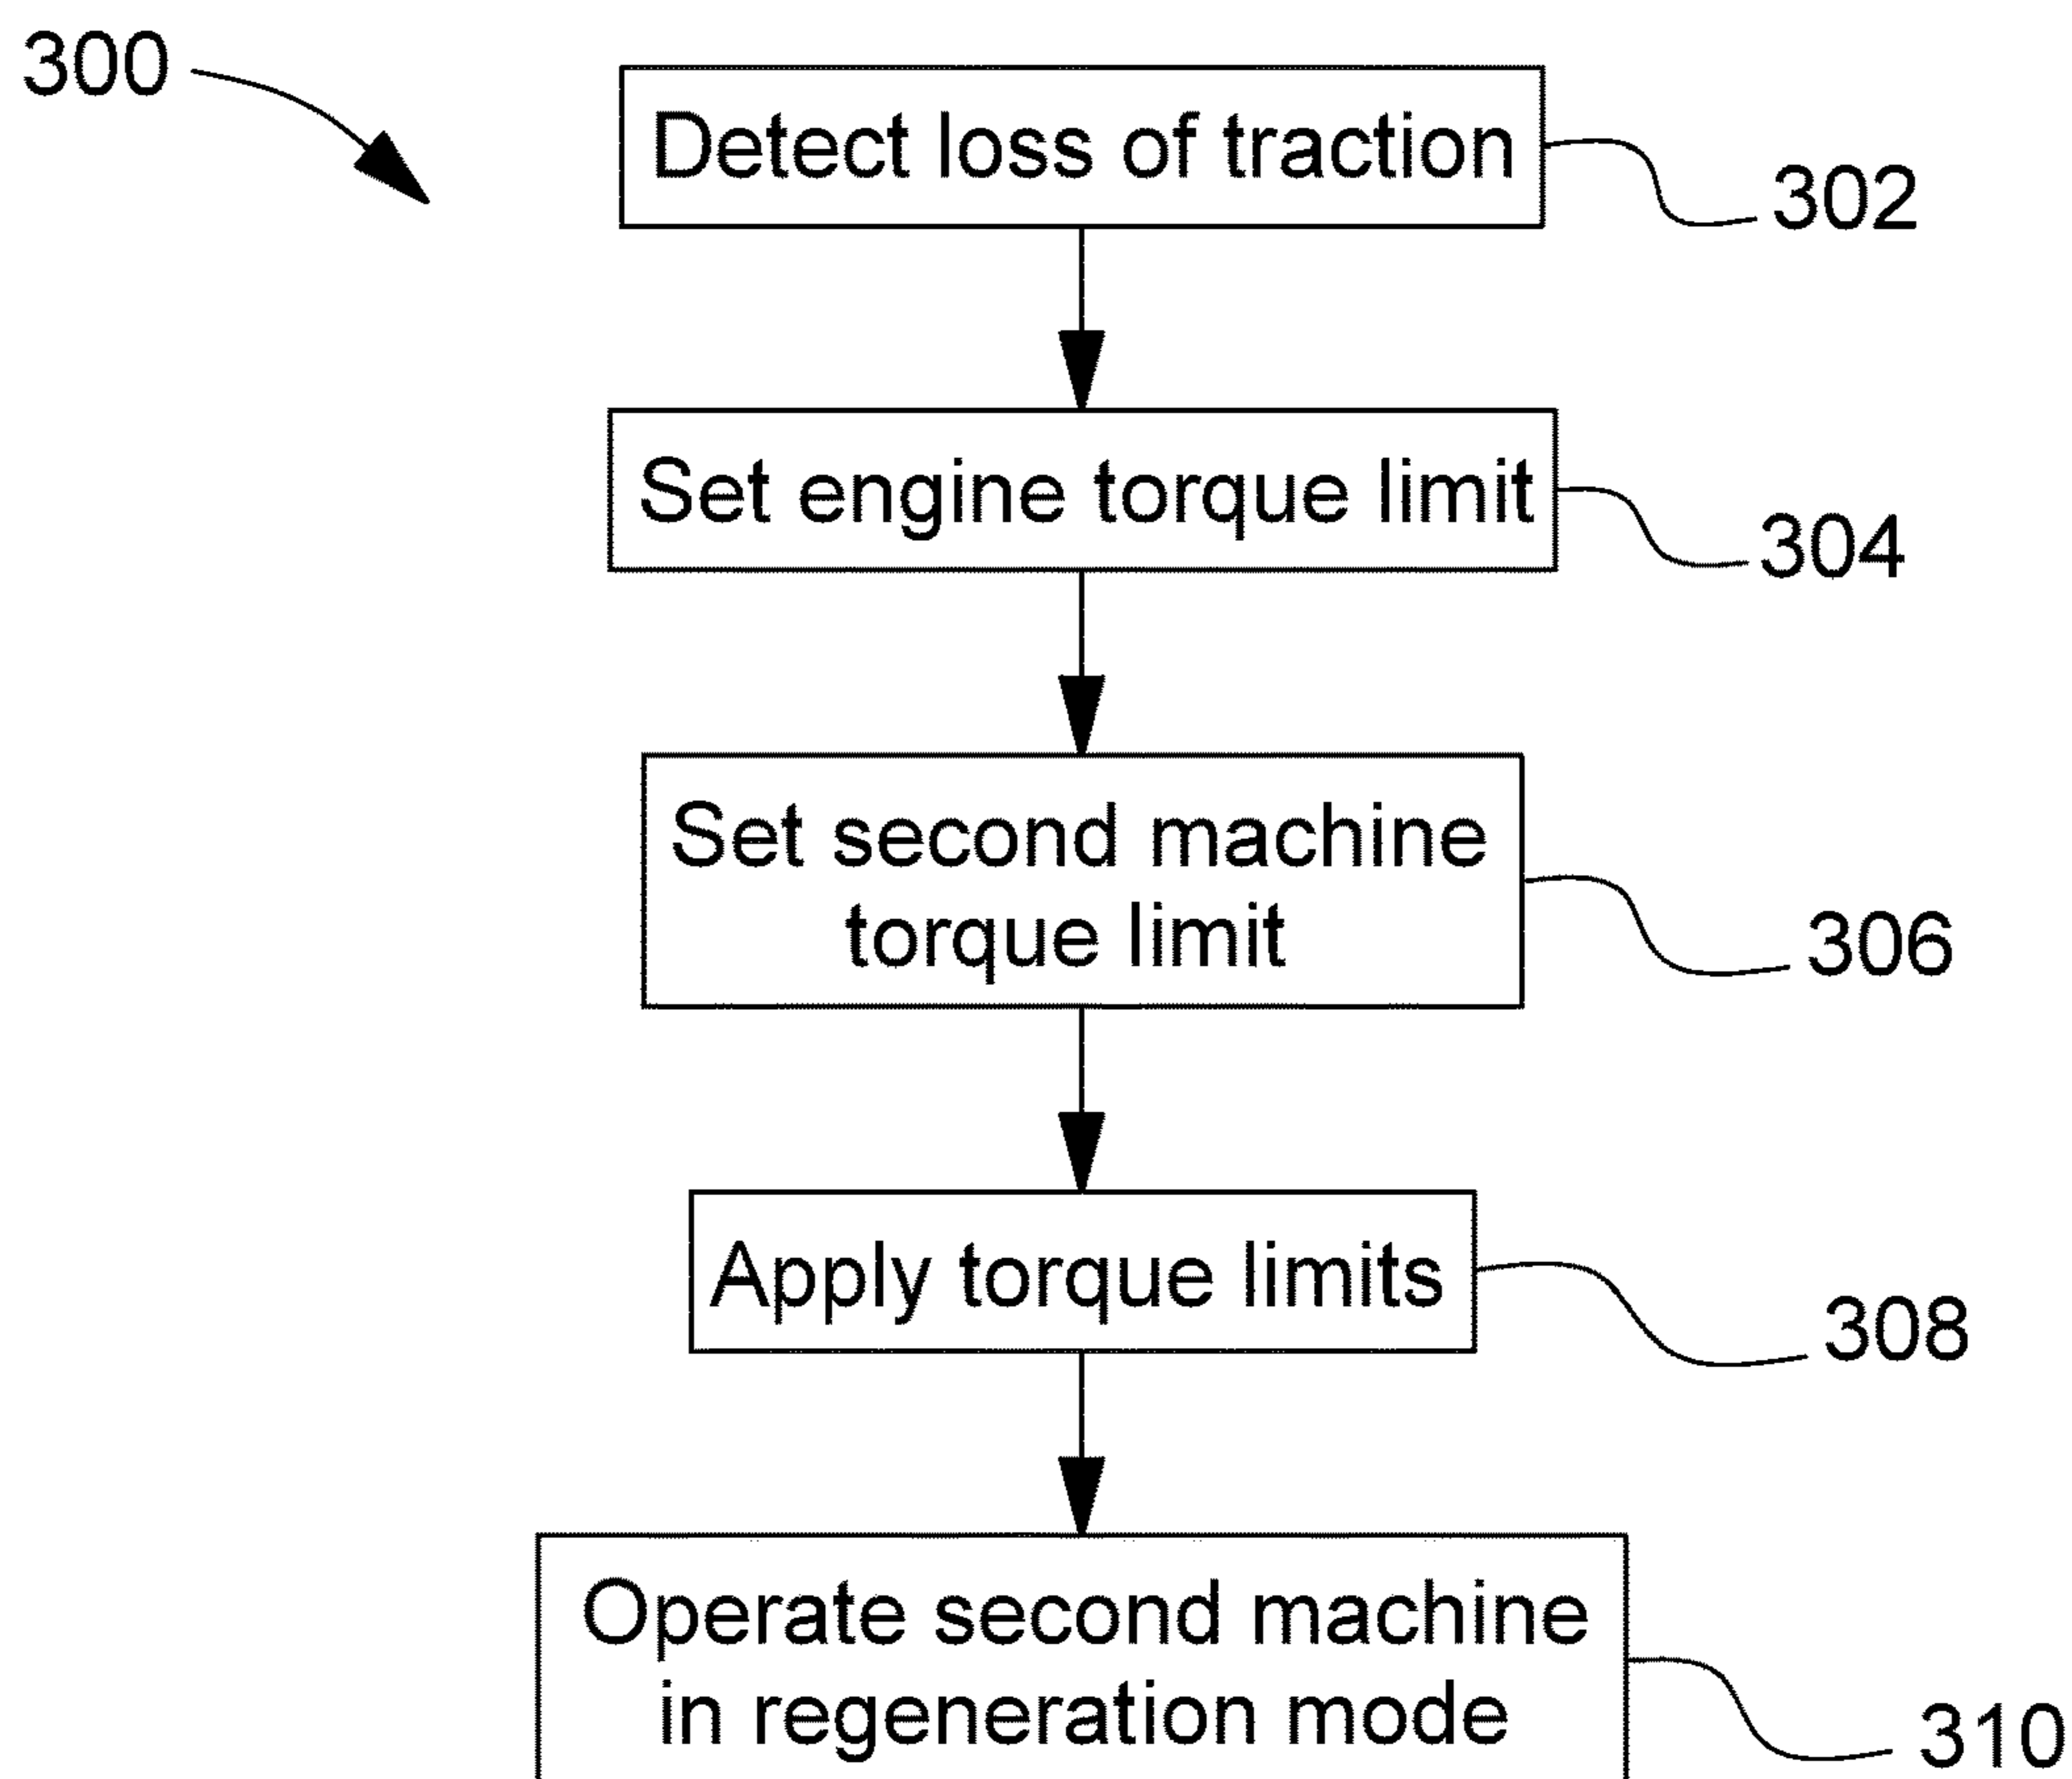 300
Detect loss of traction
302
Set engine torque limit
304
Set second machine
torque limit
306
Apply torque limits
308
Operate second machine
in regeneration mode
310